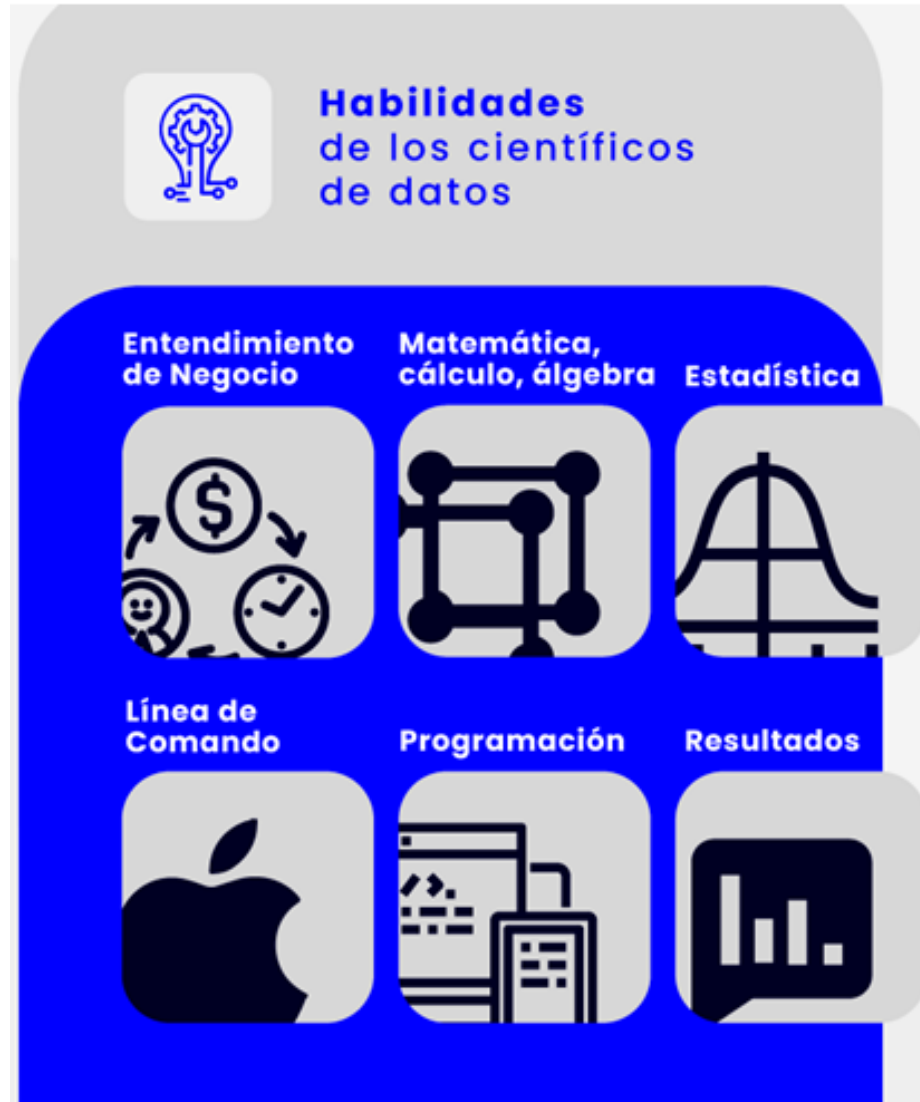 Habilidades
de los científicos
de datos
Entendimiento
de Negocio
Matemática,
cálculo, álgebra
Estadística
Línea de
Comando
Programación
Resultados